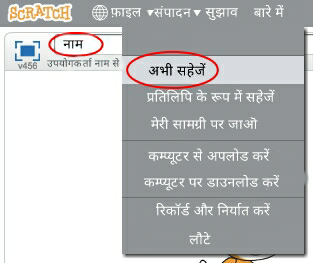 SCRATCH फ़ाइल ▾ संपादन ▾ सुझाव बारे में
नाम
v456 उपयोगकर्ता नाम से
अभी सहेजें
प्रतिलिपि के रूप में सहेजें
मेरी सामग्री पर जाओ
कम्प्यूटर से अपलोड करें
कम्प्यूटर पर डाउनलोड करें
रिकॉर्ड और निर्यात करें
लौटे